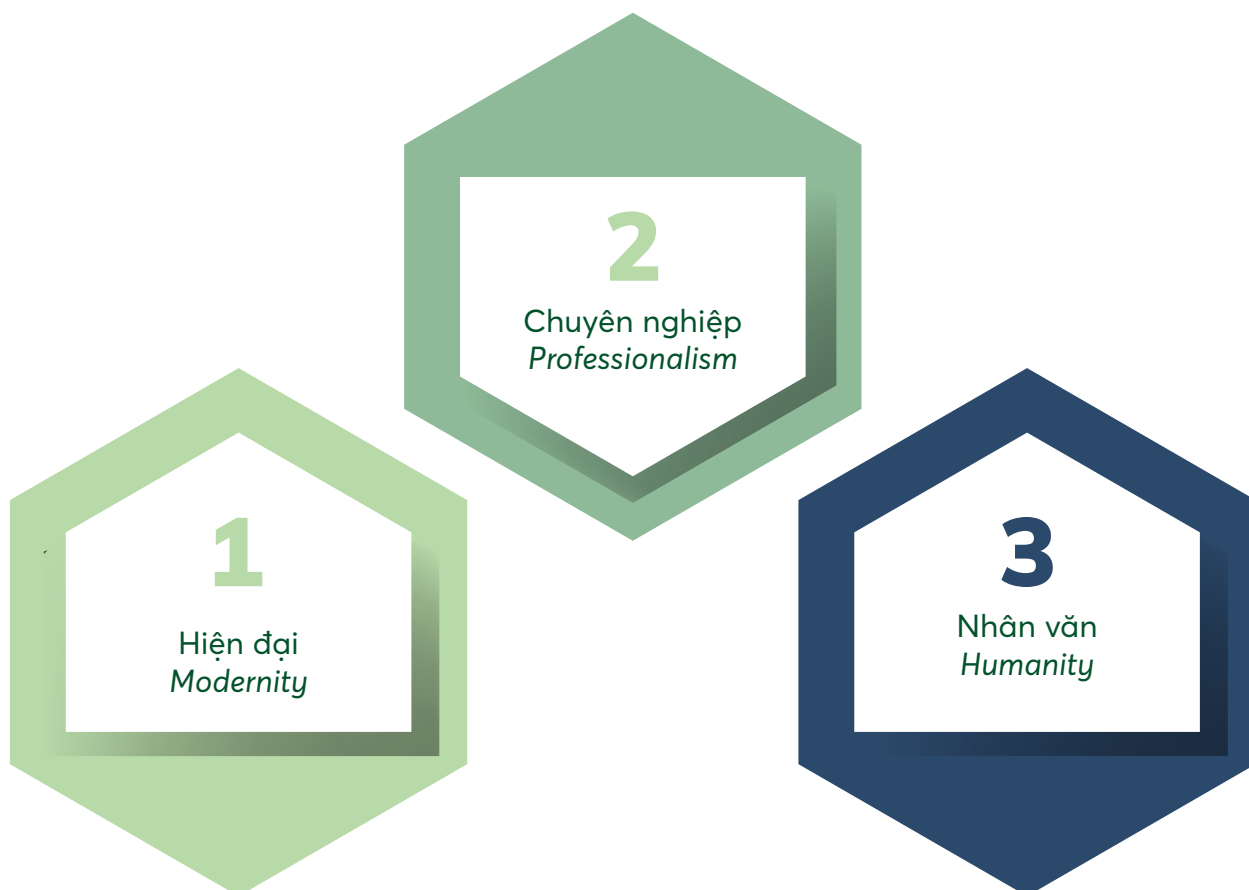 1
Hiện đại
Modernity
2
Chuyên nghiệp
Professionalism
3
Nhân văn
Humanity